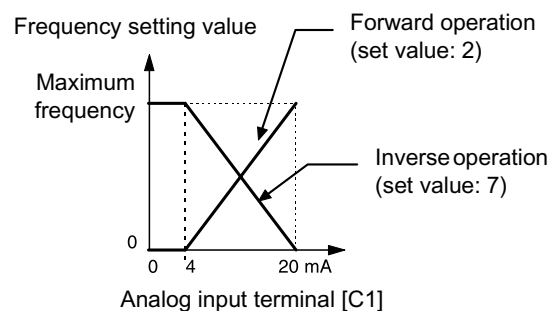 Frequency setting value
Forward operation
(set value: 2)
Maximum
frequency
Inverse operation
(set value: 7)
0
0 4 20 mA
Analog input terminal [C1]